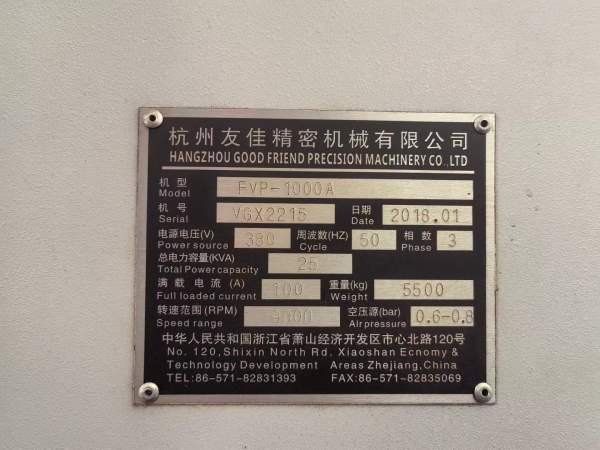 杭州友佳精密机械有限公司
HANGZHOU GOOD FRIEND PRECISION MACHINERY CO.,LTD
机型 Model FVP-1000A
机号 Serial VGX2215 日期 Date 2018.01
电源电压(V) Power source 380 周波数(HZ) Cycle 50 相数 Phase 3
总电力容量(KVA) Total Power capacity 25
满载电流(A) Full loaded current 100 重量(kg) Weight 5500
转速范围(RPM) Speed range 8000 空压源(bar) Air pressure 0.6-0.8
中华人民共和国浙江省萧山经济开发区市心北路120号
No. 120,Shixin North Rd. Xiaoshan Ecnomy &
Technology Development Areas Zhejiang,China
TEL:86-571-82831393 FAX:86-571-82835069